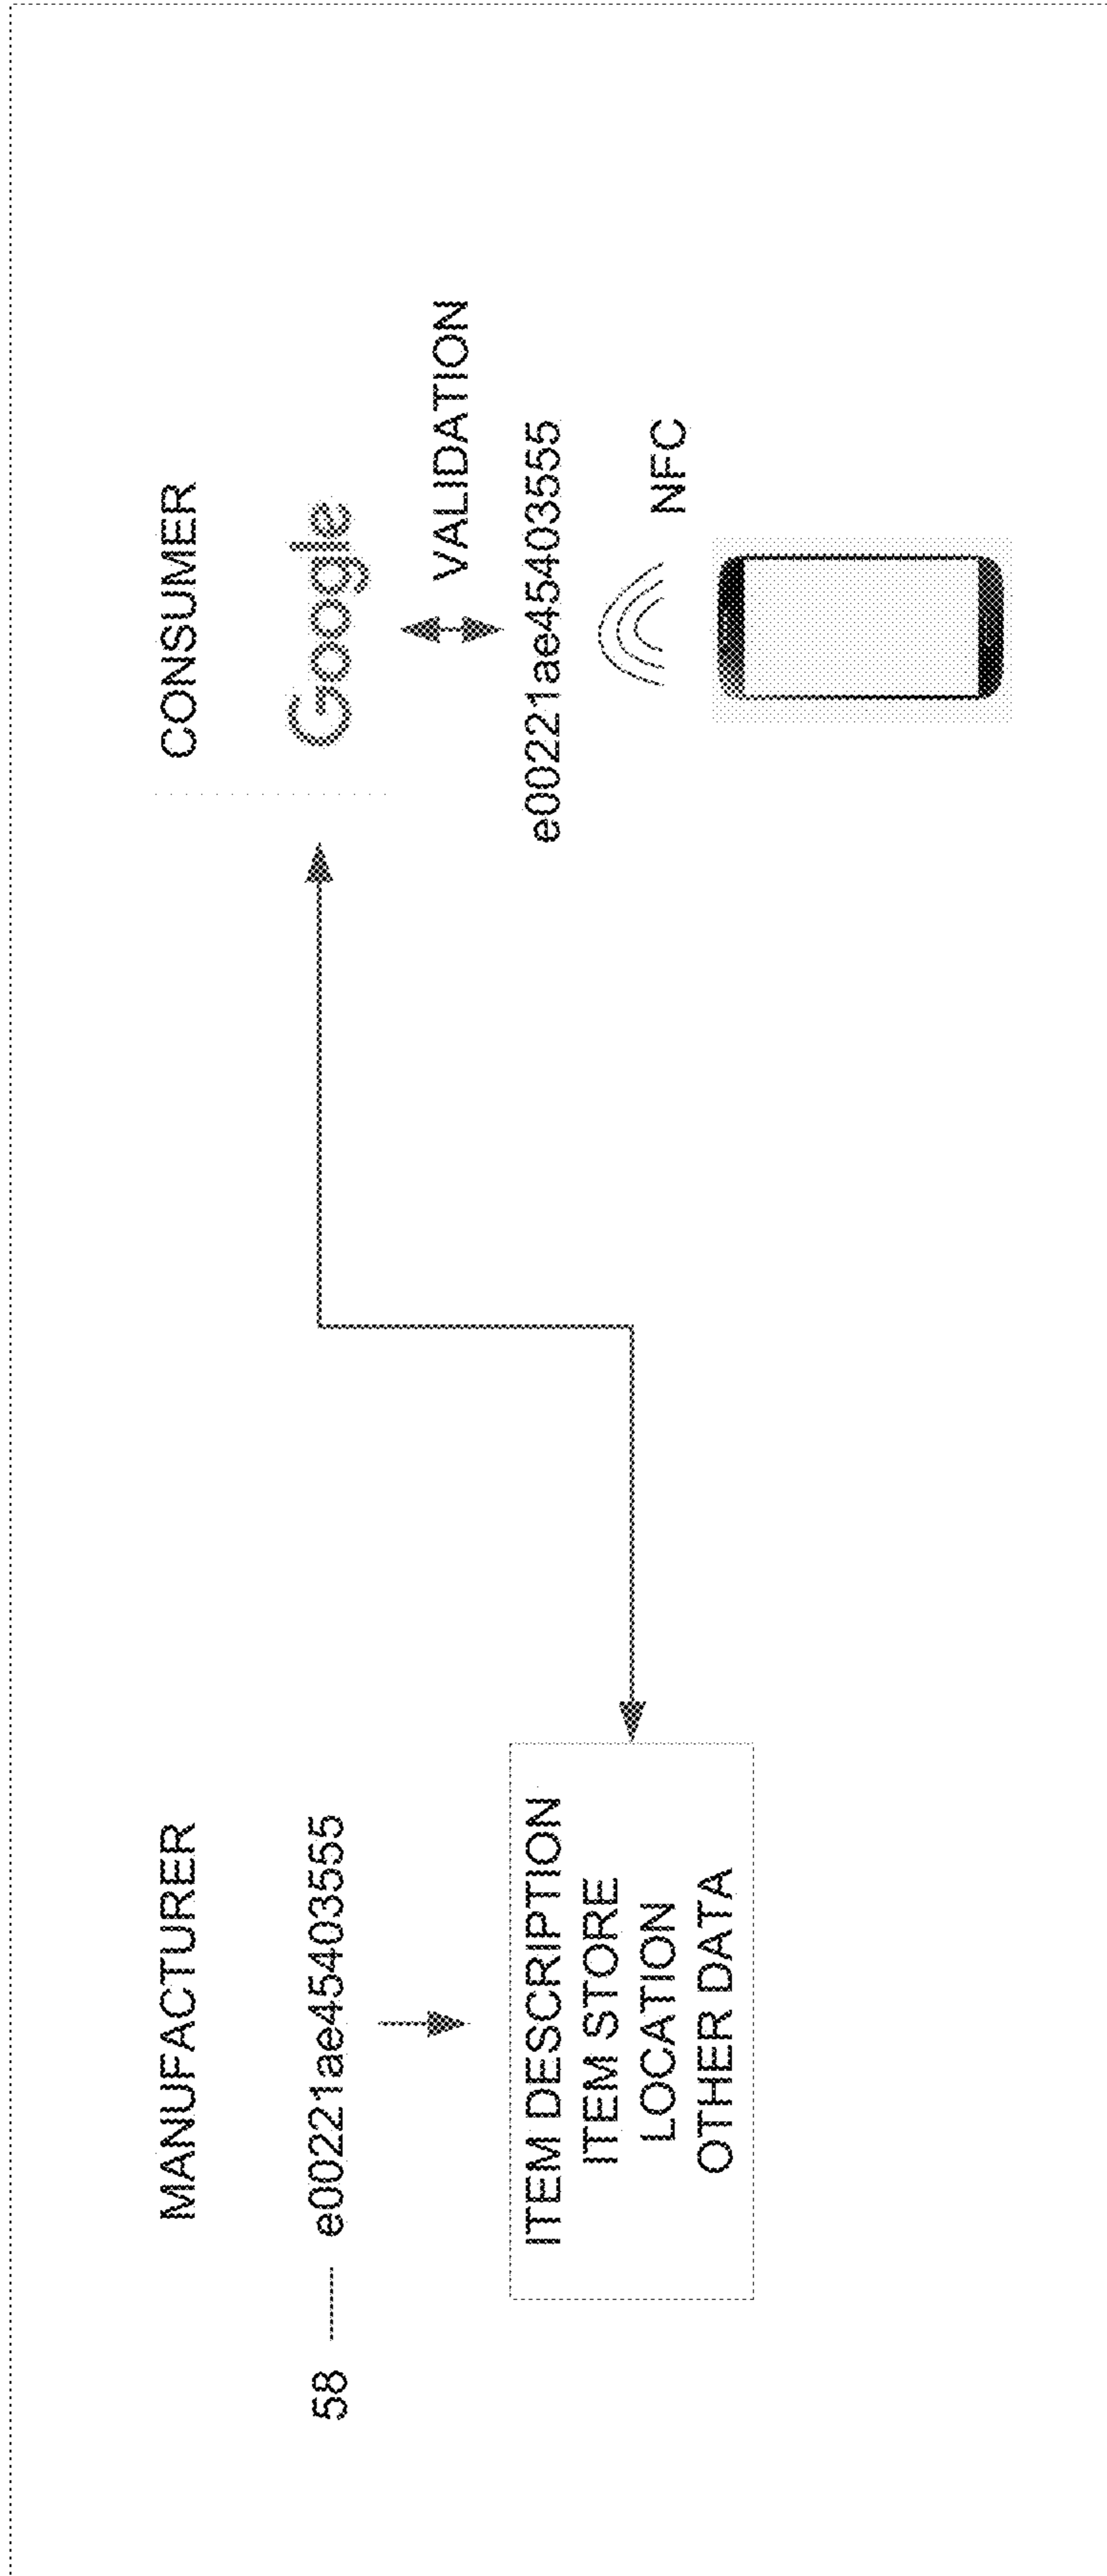 MANUFACTURER
58
e00221ae45403555
ITEM DESCRIPTION
ITEM STORE
LOCATION
OTHER DATA
CONSUMER
Google
VALIDATION
e00221ae45403555
NFC